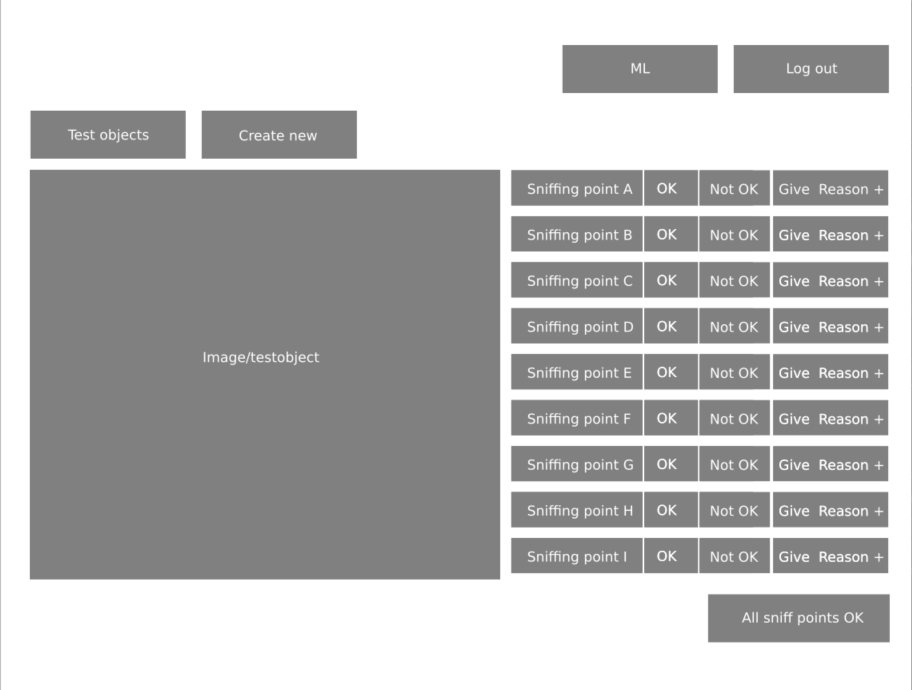 ML Log out
Test objects Create new
Image/testobject
Sniffing point A OK Not OK Give Reason +
Sniffing point B OK Not OK Give Reason +
Sniffing point C OK Not OK Give Reason +
Sniffing point D OK Not OK Give Reason +
Sniffing point E OK Not OK Give Reason +
Sniffing point F OK Not OK Give Reason +
Sniffing point G OK Not OK Give Reason +
Sniffing point H OK Not OK Give Reason +
Sniffing point I OK Not OK Give Reason +
All sniff points OK